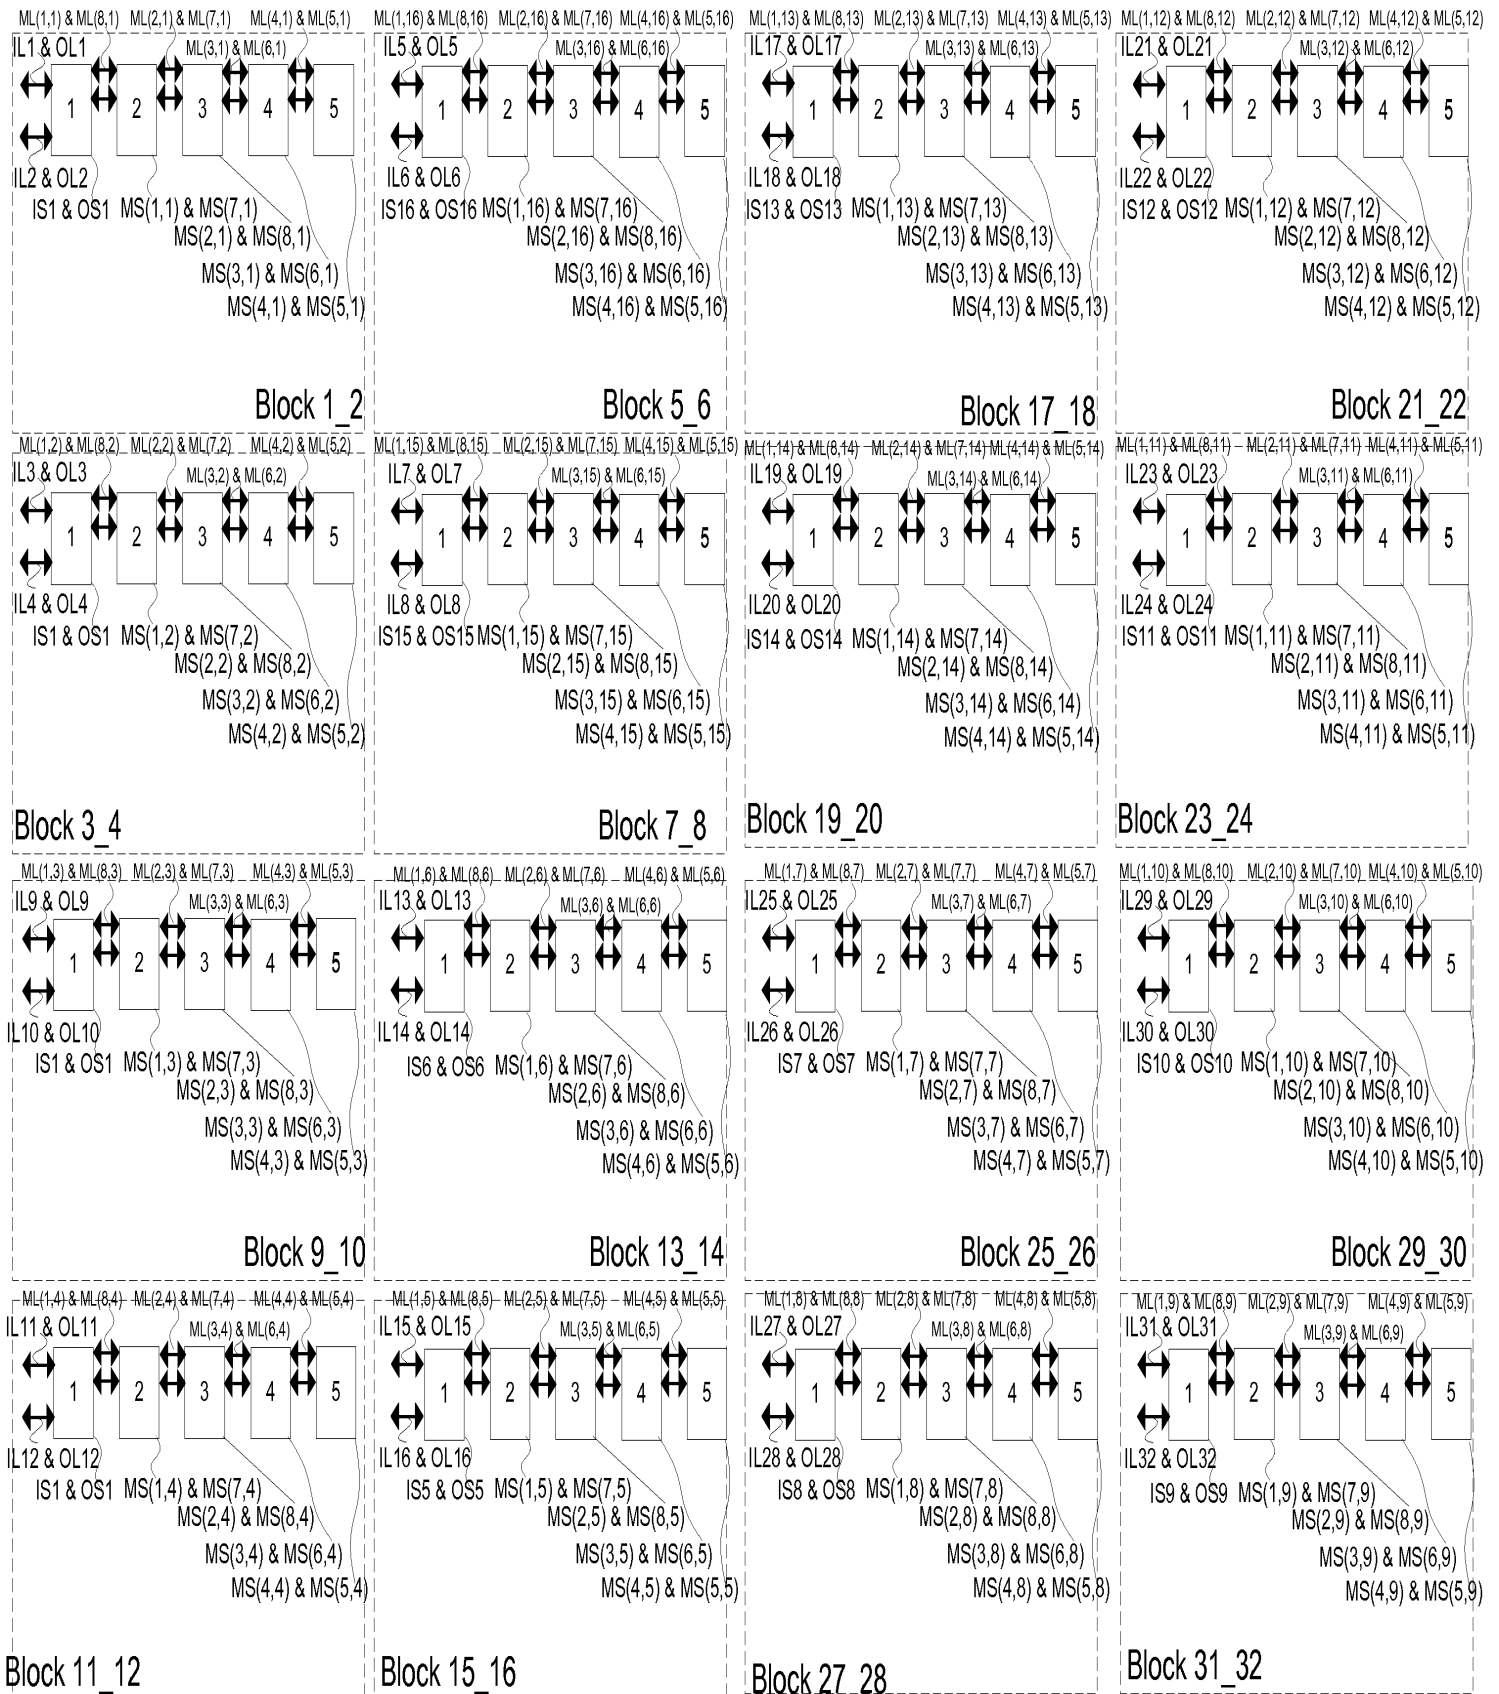 ML(1,1) & ML(8,1) ML(2,1) & ML(7,1) ML(4,1) & ML(5,1)
IL1 & OL1 ML(3,1) & ML(6,1)
1 2 3 4 5
IL2 & OL2
IS1 & OS1 MS(1,1) & MS(7,1)
MS(2,1) & MS(8,1)
MS(3,1) & MS(6,1)
MS(4,1) & MS(5,1)
Block 1_2
ML(1,16) & ML(8,16) ML(2,16) & ML(7,16) ML(4,16) & ML(5,16)
IL5 & OL5 ML(3,16) & ML(6,16)
1 2 3 4 5
IL6 & OL6
IS16 & OS16 MS(1,16) & MS(7,16)
MS(2,16) & MS(8,16)
MS(3,16) & MS(6,16)
MS(4,16) & MS(5,16)
Block 5_6
ML(1,13) & ML(8,13) ML(2,13) & ML(7,13) ML(4,13) & ML(5,13)
IL17 & OL17 ML(3,13) & ML(6,13)
1 2 3 4 5
IL18 & OL18
IS13 & OS13 MS(1,13) & MS(7,13)
MS(2,13) & MS(8,13)
MS(3,13) & MS(6,13)
MS(4,13) & MS(5,13)
Block 17_18
ML(1,12) & ML(8,12) ML(2,12) & ML(7,12) ML(4,12) & ML(5,12)
IL21 & OL21 ML(3,12) & ML(6,12)
1 2 3 4 5
IL22 & OL22
IS12 & OS12 MS(1,12) & MS(7,12)
MS(2,12) & MS(8,12)
MS(3,12) & MS(6,12)
MS(4,12) & MS(5,12)
Block 21_22
ML(1,2) & ML(8,2) ML(2,2) & ML(7,2) ML(4,2) & ML(5,2)
IL3 & OL3 ML(3,2) & ML(6,2)
1 2 3 4 5
IL4 & OL4
IS1 & OS1 MS(1,2) & MS(7,2)
MS(2,2) & MS(8,2)
MS(3,2) & MS(6,2)
MS(4,2) & MS(5,2)
Block 3_4
ML(1,15) & ML(8,15) ML(2,15) & ML(7,15) ML(4,15) & ML(5,15)
IL7 & OL7 ML(3,15) & ML(6,15)
1 2 3 4 5
IL8 & OL8
IS15 & OS15 MS(1,15) & MS(7,15)
MS(2,15) & MS(8,15)
MS(3,15) & MS(6,15)
MS(4,15) & MS(5,15)
Block 7_8
ML(1,14) & ML(8,14) ML(2,14) & ML(7,14) ML(4,14) & ML(5,14)
IL19 & OL19 ML(3,14) & ML(6,14)
1 2 3 4 5
IL20 & OL20
IS14 & OS14 MS(1,14) & MS(7,14)
MS(2,14) & MS(8,14)
MS(3,14) & MS(6,14)
MS(4,14) & MS(5,14)
Block 19_20
ML(1,11) & ML(8,11) ML(2,11) & ML(7,11) ML(4,11) & ML(5,11)
IL23 & OL23 ML(3,11) & ML(6,11)
1 2 3 4 5
IL24 & OL24
IS11 & OS11 MS(1,11) & MS(7,11)
MS(2,11) & MS(8,11)
MS(3,11) & MS(6,11)
MS(4,11) & MS(5,11)
Block 23_24
ML(1,3) & ML(8,3) ML(2,3) & ML(7,3) ML(4,3) & ML(5,3)
IL9 & OL9 ML(3,3) & ML(6,3)
1 2 3 4 5
IL10 & OL10
IS1 & OS1 MS(1,3) & MS(7,3)
MS(2,3) & MS(8,3)
MS(3,3) & MS(6,3)
MS(4,3) & MS(5,3)
Block 9_10
ML(1,6) & ML(8,6) ML(2,6) & ML(7,6) ML(4,6) & ML(5,6)
IL13 & OL13 ML(3,6) & ML(6,6)
1 2 3 4 5
IL14 & OL14
IS6 & OS6 MS(1,6) & MS(7,6)
MS(2,6) & MS(8,6)
MS(3,6) & MS(6,6)
MS(4,6) & MS(5,6)
Block 13_14
ML(1,7) & ML(8,7) ML(2,7) & ML(7,7) ML(4,7) & ML(5,7)
IL25 & OL25 ML(3,7) & ML(6,7)
1 2 3 4 5
IL26 & OL26
IS7 & OS7 MS(1,7) & MS(7,7)
MS(2,7) & MS(8,7)
MS(3,7) & MS(6,7)
MS(4,7) & MS(5,7)
Block 25_26
ML(1,10) & ML(8,10) ML(2,10) & ML(7,10) ML(4,10) & ML(5,10)
IL29 & OL29 ML(3,10) & ML(6,10)
1 2 3 4 5
IL30 & OL30
IS10 & OS10 MS(1,10) & MS(7,10)
MS(2,10) & MS(8,10)
MS(3,10) & MS(6,10)
MS(4,10) & MS(5,10)
Block 29_30
ML(1,4) & ML(8,4) ML(2,4) & ML(7,4) ML(4,4) & ML(5,4)
IL11 & OL11 ML(3,4) & ML(6,4)
1 2 3 4 5
IL12 & OL12
IS1 & OS1 MS(1,4) & MS(7,4)
MS(2,4) & MS(8,4)
MS(3,4) & MS(6,4)
MS(4,4) & MS(5,4)
Block 11_12
ML(1,5) & ML(8,5) ML(2,5) & ML(7,5) ML(4,5) & ML(5,5)
IL15 & OL15 ML(3,5) & ML(6,5)
1 2 3 4 5
IL16 & OL16
IS5 & OS5 MS(1,5) & MS(7,5)
MS(2,5) & MS(8,5)
MS(3,5) & MS(6,5)
MS(4,5) & MS(5,5)
Block 15_16
ML(1,8) & ML(8,8) ML(2,8) & ML(7,8) ML(4,8) & ML(5,8)
IL27 & OL27 ML(3,8) & ML(6,8)
1 2 3 4 5
IL28 & OL28
IS8 & OS8 MS(1,8) & MS(7,8)
MS(2,8) & MS(8,8)
MS(3,8) & MS(6,8)
MS(4,8) & MS(5,8)
Block 27_28
ML(1,9) & ML(8,9) ML(2,9) & ML(7,9) ML(4,9) & ML(5,9)
IL31 & OL31 ML(3,9) & ML(6,9)
1 2 3 4 5
IL32 & OL32
IS9 & OS9 MS(1,9) & MS(7,9)
MS(2,9) & MS(8,9)
MS(3,9) & MS(6,9)
MS(4,9) & MS(5,9)
Block 31_32